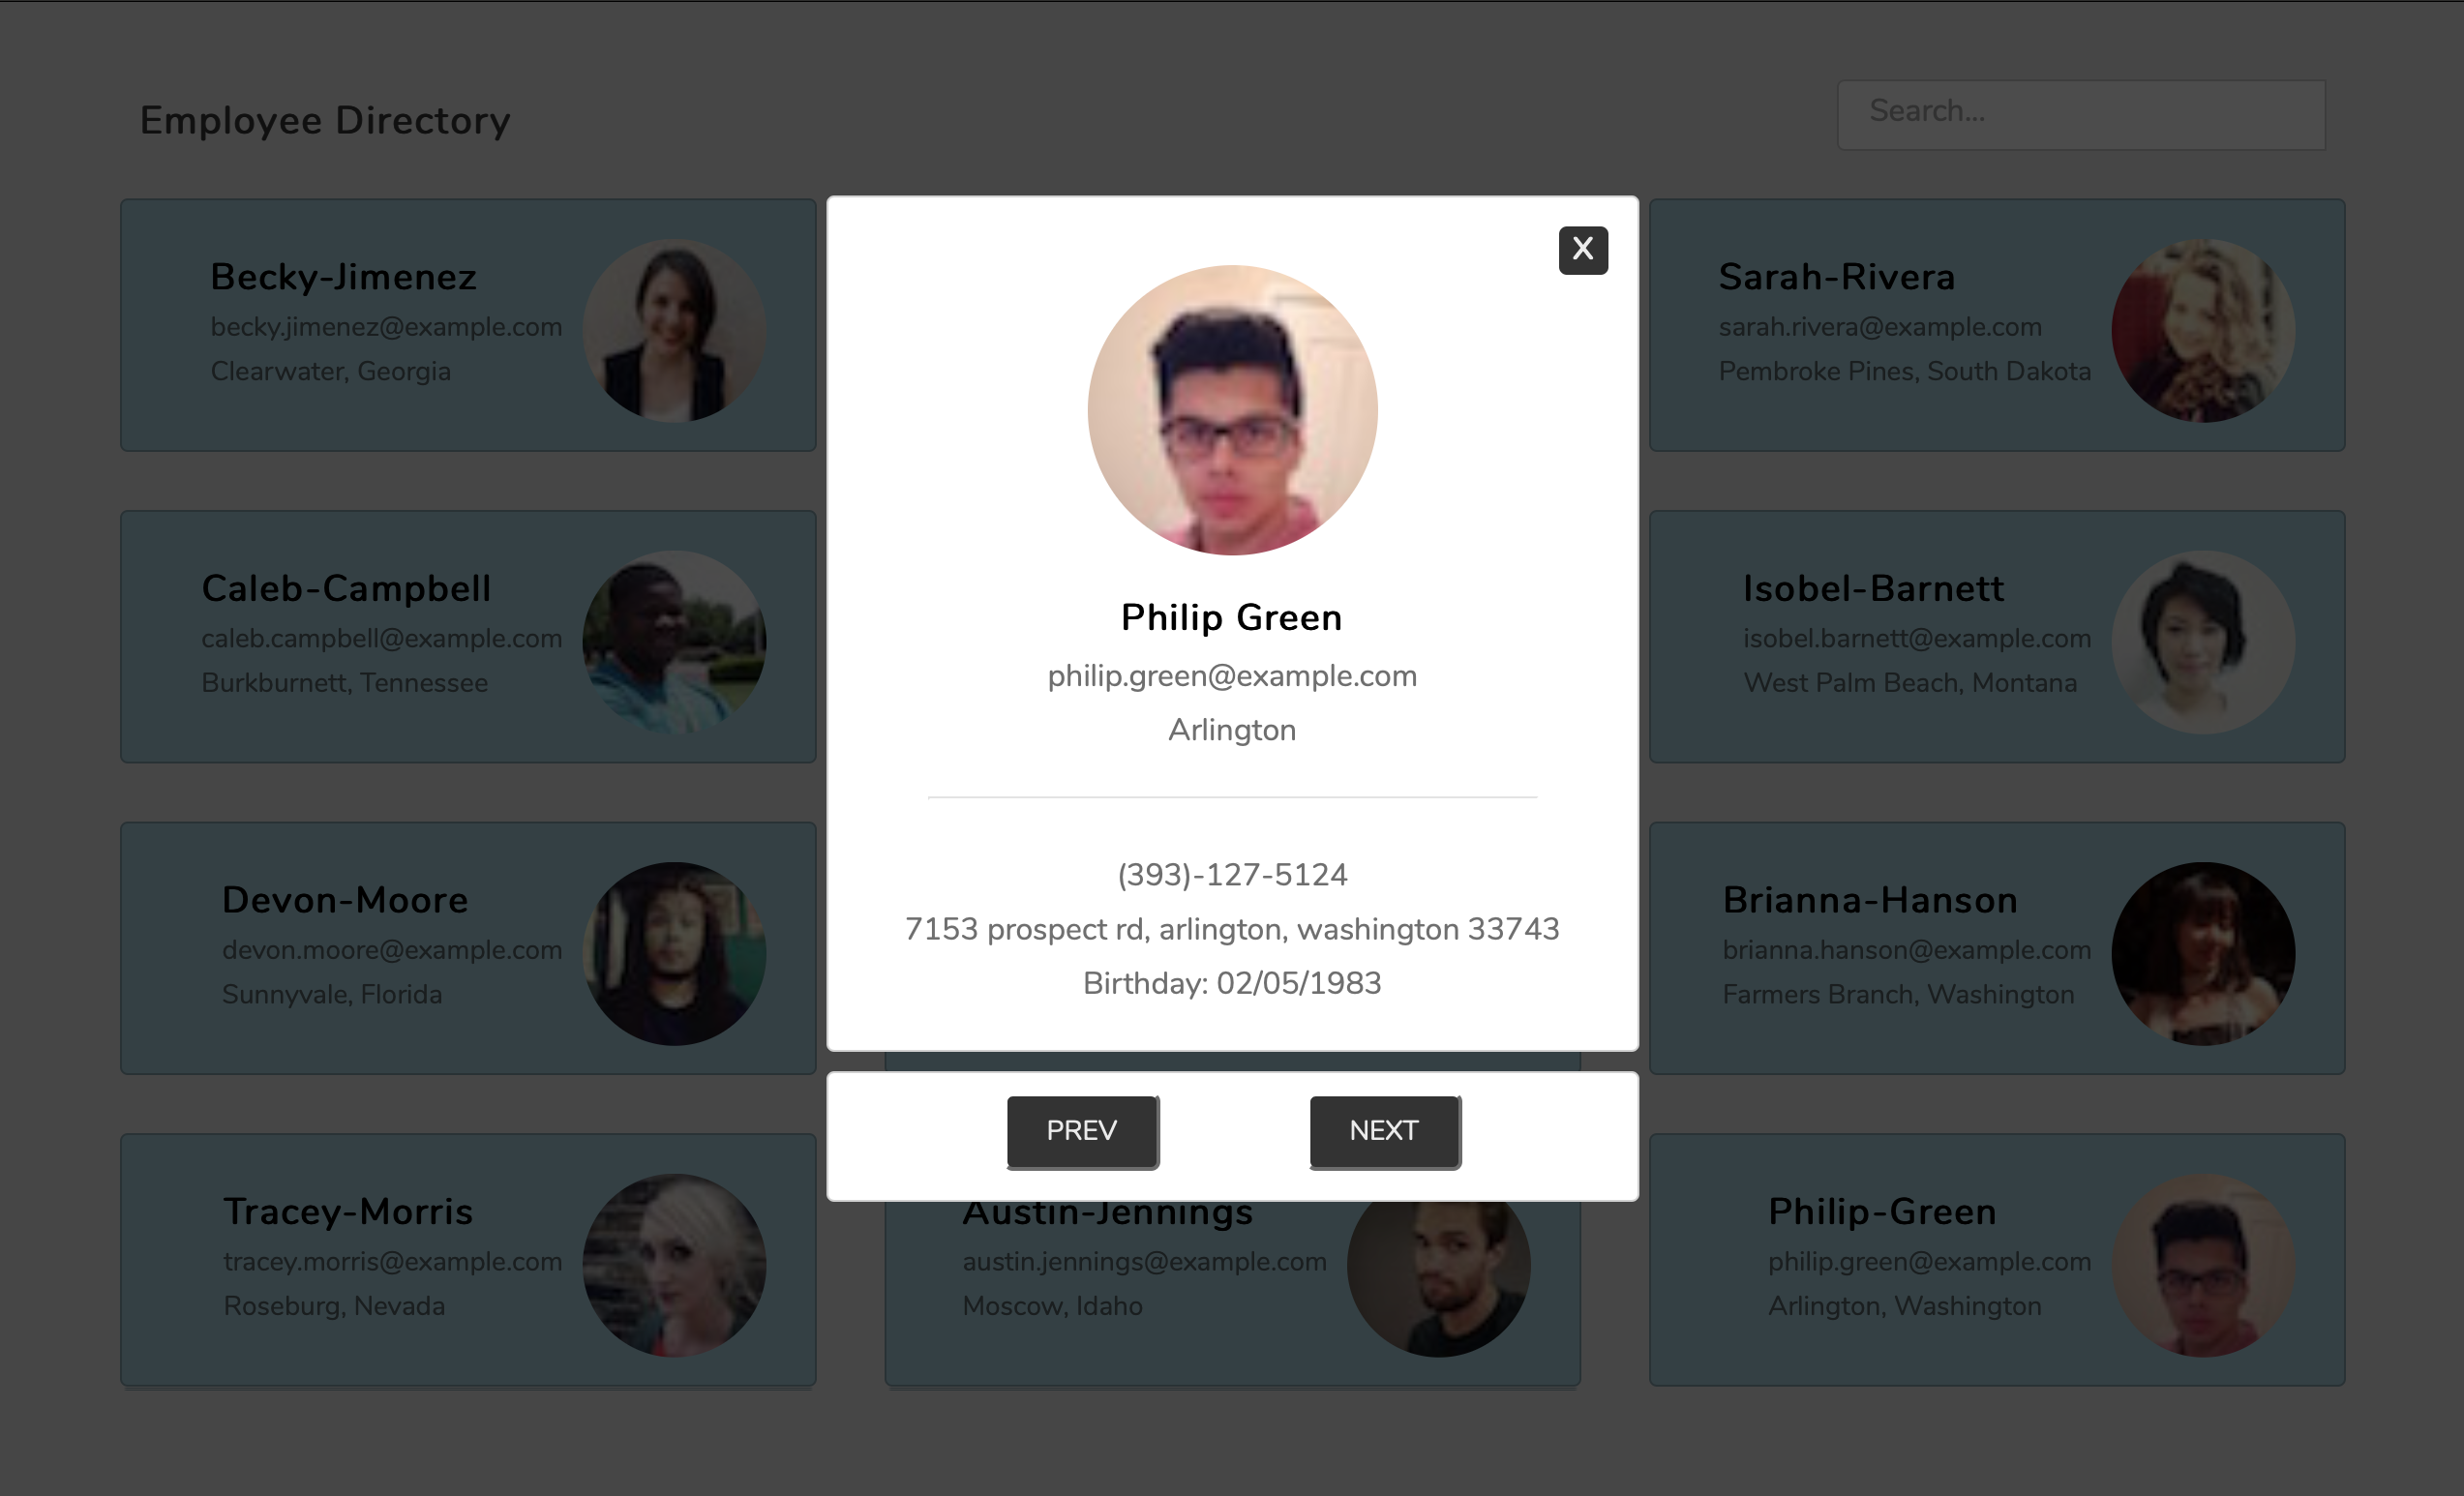 Employee Directory
Search...
Becky-Jimenez
becky.jimenez@example.com
Clearwater, Georgia
X
Philip Green
philip.green@example.com
Arlington
(393)-127-5124
7153 prospect rd, arlington, washington 33743
Birthday: 02/05/1983
PREV
NEXT
Sarah-Rivera
sarah.rivera@example.com
Pembroke Pines, South Dakota
Caleb-Campbell
caleb.campbell@example.com
Burkburnett, Tennessee
Isobel-Barnett
isobel.barnett@example.com
West Palm Beach, Montana
Devon-Moore
devon.moore@example.com
Sunnyvale, Florida
Brianna-Hanson
brianna.hanson@example.com
Farmers Branch, Washington
Tracey-Morris
tracey.morris@example.com
Roseburg, Nevada
Austin-Jennings
austin.jennings@example.com
Moscow, Idaho
Philip-Green
philip.green@example.com
Arlington, Washington